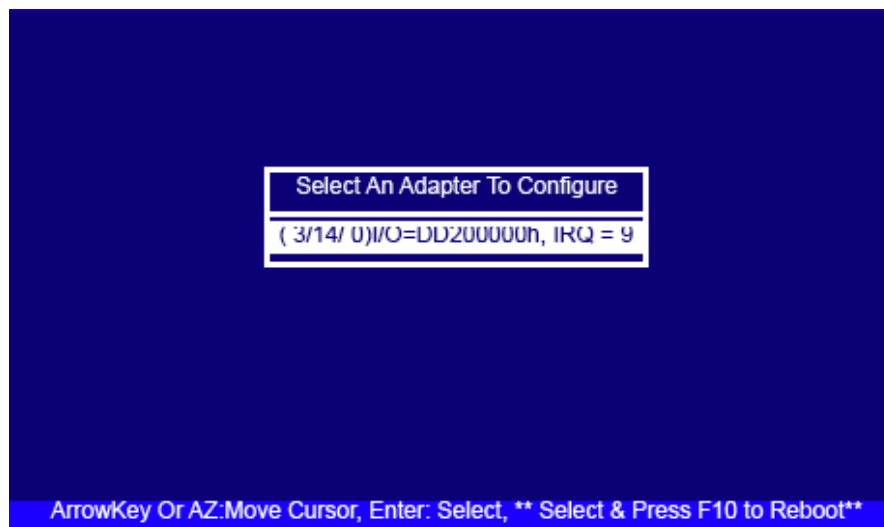 Select An Adapter To Configure
( 3/14/ 0)I/O=DD200000h, IRQ = 9
ArrowKey Or AZ:Move Cursor, Enter: Select, ** Select & Press F10 to Reboot**